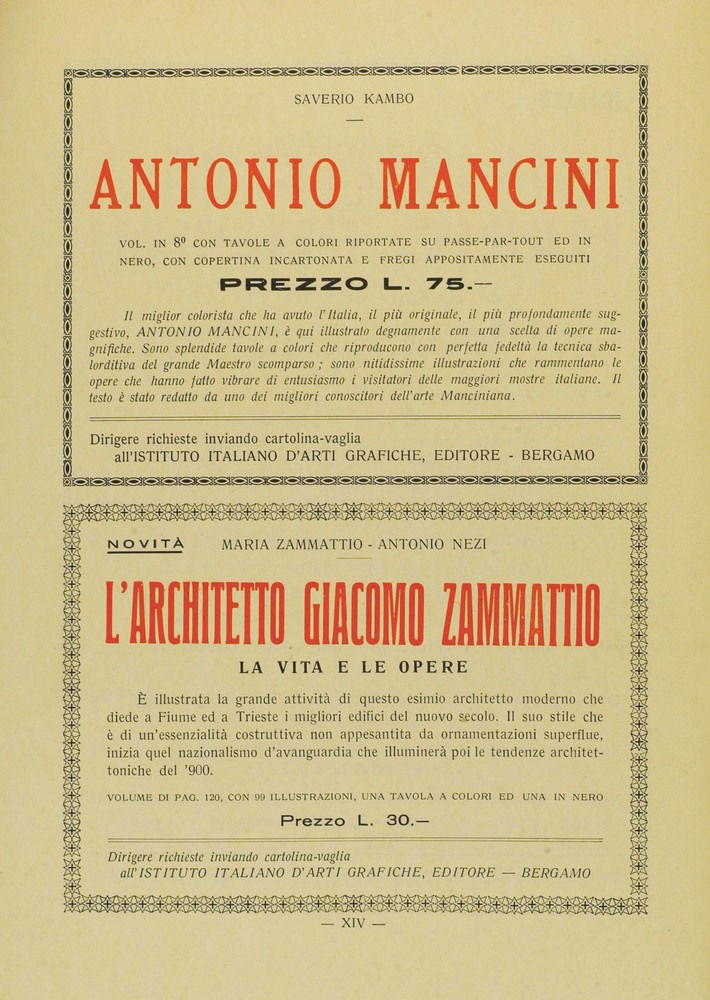 SAVERIO KAMBO
ANTONIO MANCINI
VOL. IN 8º CON TAVOLE A COLORI RIPORTATE SU PASSE-PAR-TOUT ED IN
NERO, CON COPERTINA INCARTONATA E FREGI APPOSITAMENTE ESEGUITI
PREZZO L. 75.—
Il miglior colorista che ha avuto l'Italia, il più originale, il più profondamente sug-
gestivo, ANTONIO MANCINI, è qui illustrato degnamente con una scelta di opere ma-
gnifiche. Sono splendide tavole a colori che riproducono con perfetta fedeltà la tecnica sba-
lorditiva del grande Maestro scomparso ; sono nitidissime illustrazioni che rammentano le
opere che hanno fatto vibrare di entusiasmo i visitatori delle maggiori mostre italiane. Il
testo è stato redatto da uno dei migliori conoscitori dell'arte Manciniana.
Dirigere richieste inviando cartolina-vaglia
all'ISTITUTO ITALIANO D'ARTI GRAFICHE, EDITORE - BERGAMO
NOVITÀ MARIA ZAMMATTIO - ANTONIO NEZI
L'ARCHITETTO GIACOMO ZAMMATTIO
LA VITA E LE OPERE
È illustrata la grande attività di questo esimio architetto moderno che
diede a Fiume ed a Trieste i migliori edifici del nuovo secolo. Il suo stile che
è di un'essenzialità costruttiva non appesantita da ornamentazioni superflue,
inizia quel nazionalismo d'avanguardia che illuminerà poi le tendenze architet-
toniche del '900.
VOLUME DI PAG. 120, CON 99 ILLUSTRAZIONI, UNA TAVOLA A COLORI ED UNA IN NERO
Prezzo L. 30.—
Dirigere richieste inviando cartolina-vaglia
all'ISTITUTO ITALIANO D'ARTI GRAFICHE, EDITORE — BERGAMO
— XIV —